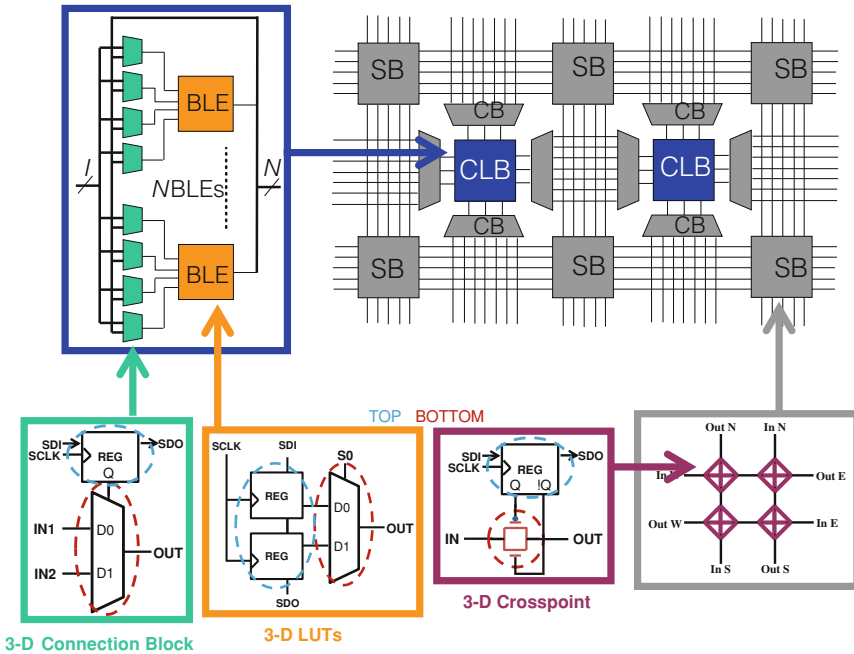 I
BLE
NBLEs
N
BLE
SB
SB
SB
CB
CB
CLB
CLB
CB
CB
SB
SB
SB
TOP BOTTOM
SDI
SCLK
REG
Q
SDO
IN1
D0
IN2
D1
OUT
3-D Connection Block
SCLK
SDI
S0
REG
D0
REG
D1
OUT
SDO
3-D LUTs
SDI
SCLK
REG
Q !Q
SDO
IN
OUT
3-D Crosspoint
Out N In N
Out E
Out W
In E
In S Out S